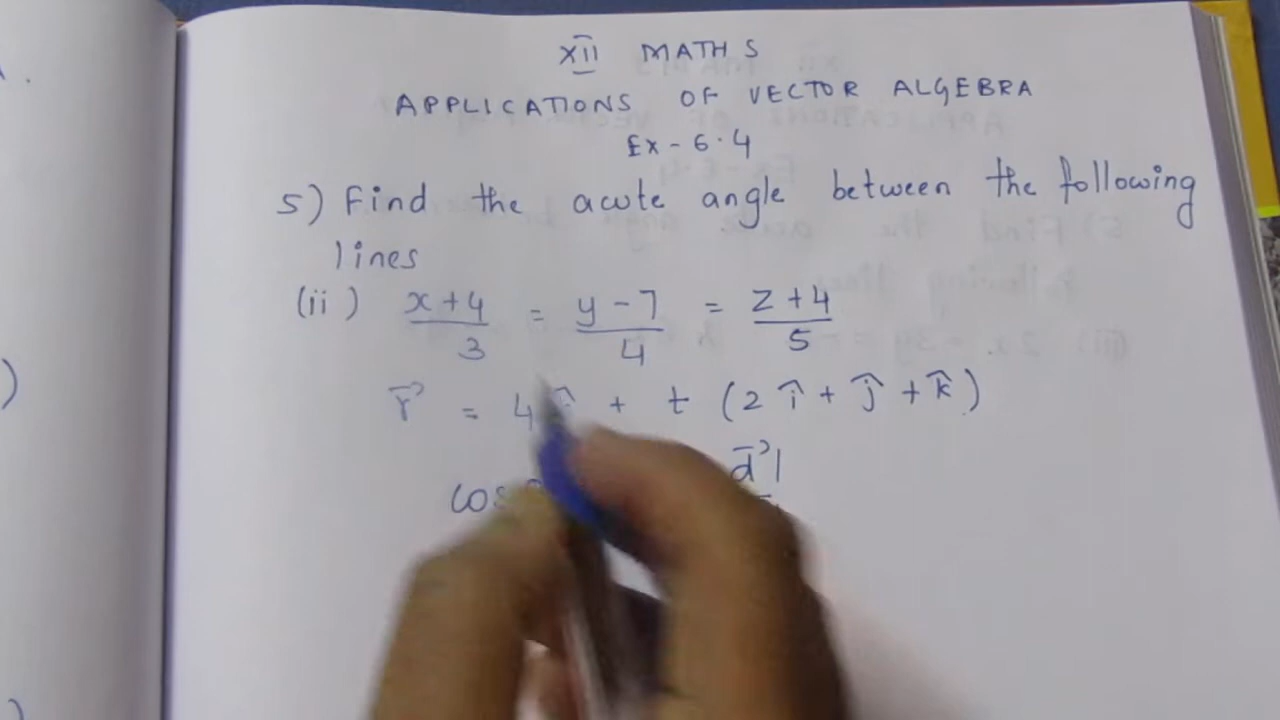 XII MATHS
APPLICATIONS OF VECTOR ALGEBRA
Ex - 6.4
5) Find the acute angle between the following
lines
(ii) x+4/3 = y-7/4 = z+4/5
r⃗ = 4 + t (2î + ĵ + k̂)
cos d⃗|